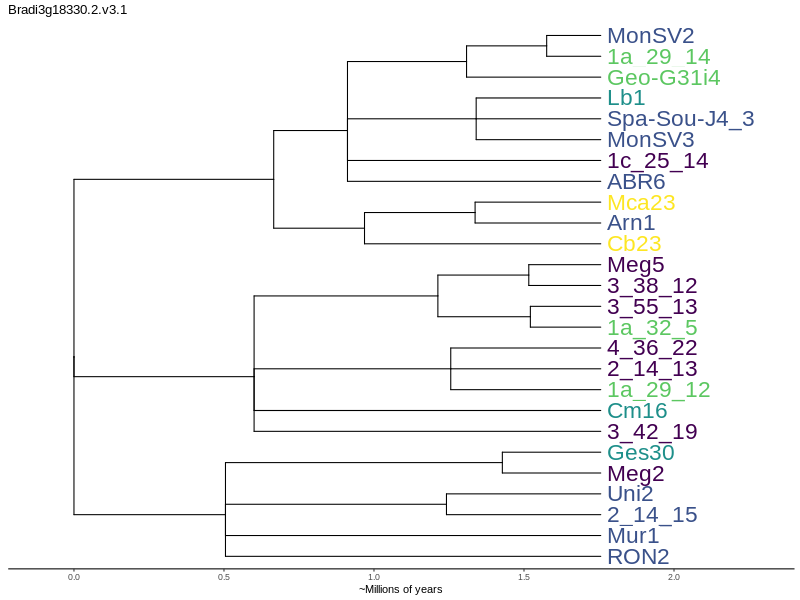 Bradi3g18330.2.v3.1
MonSV2
1a_29_14
Geo-G31i4
Lb1
Spa-Sou-J4_3
MonSV3
1c_25_14
ABR6
Mca23
Arn1
Cb23
Meg5
3_38_12
3_55_13
1a_32_5
4_36_22
2_14_13
1a_29_12
Cm16
3_42_19
Ges30
Meg2
Uni2
2_14_15
Mur1
RON2
0.0 0.5 1.0 1.5 2.0
~Millions of years